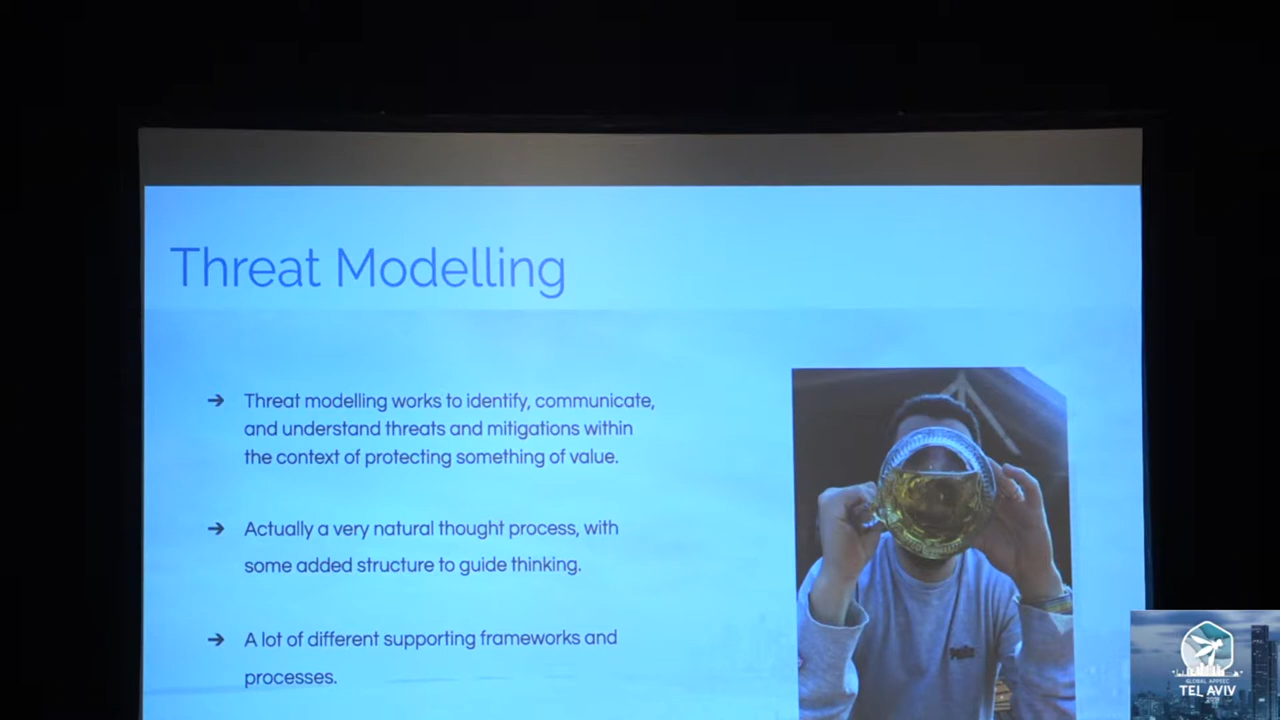 Threat Modelling
→ Threat modelling works to identify, communicate,
and understand threats and mitigations within
the context of protecting something of value.
→ Actually a very natural thought process, with
some added structure to guide thinking.
→ A lot of different supporting frameworks and
processes.
GLOBAL APPSEC
TEL AVIV
2019